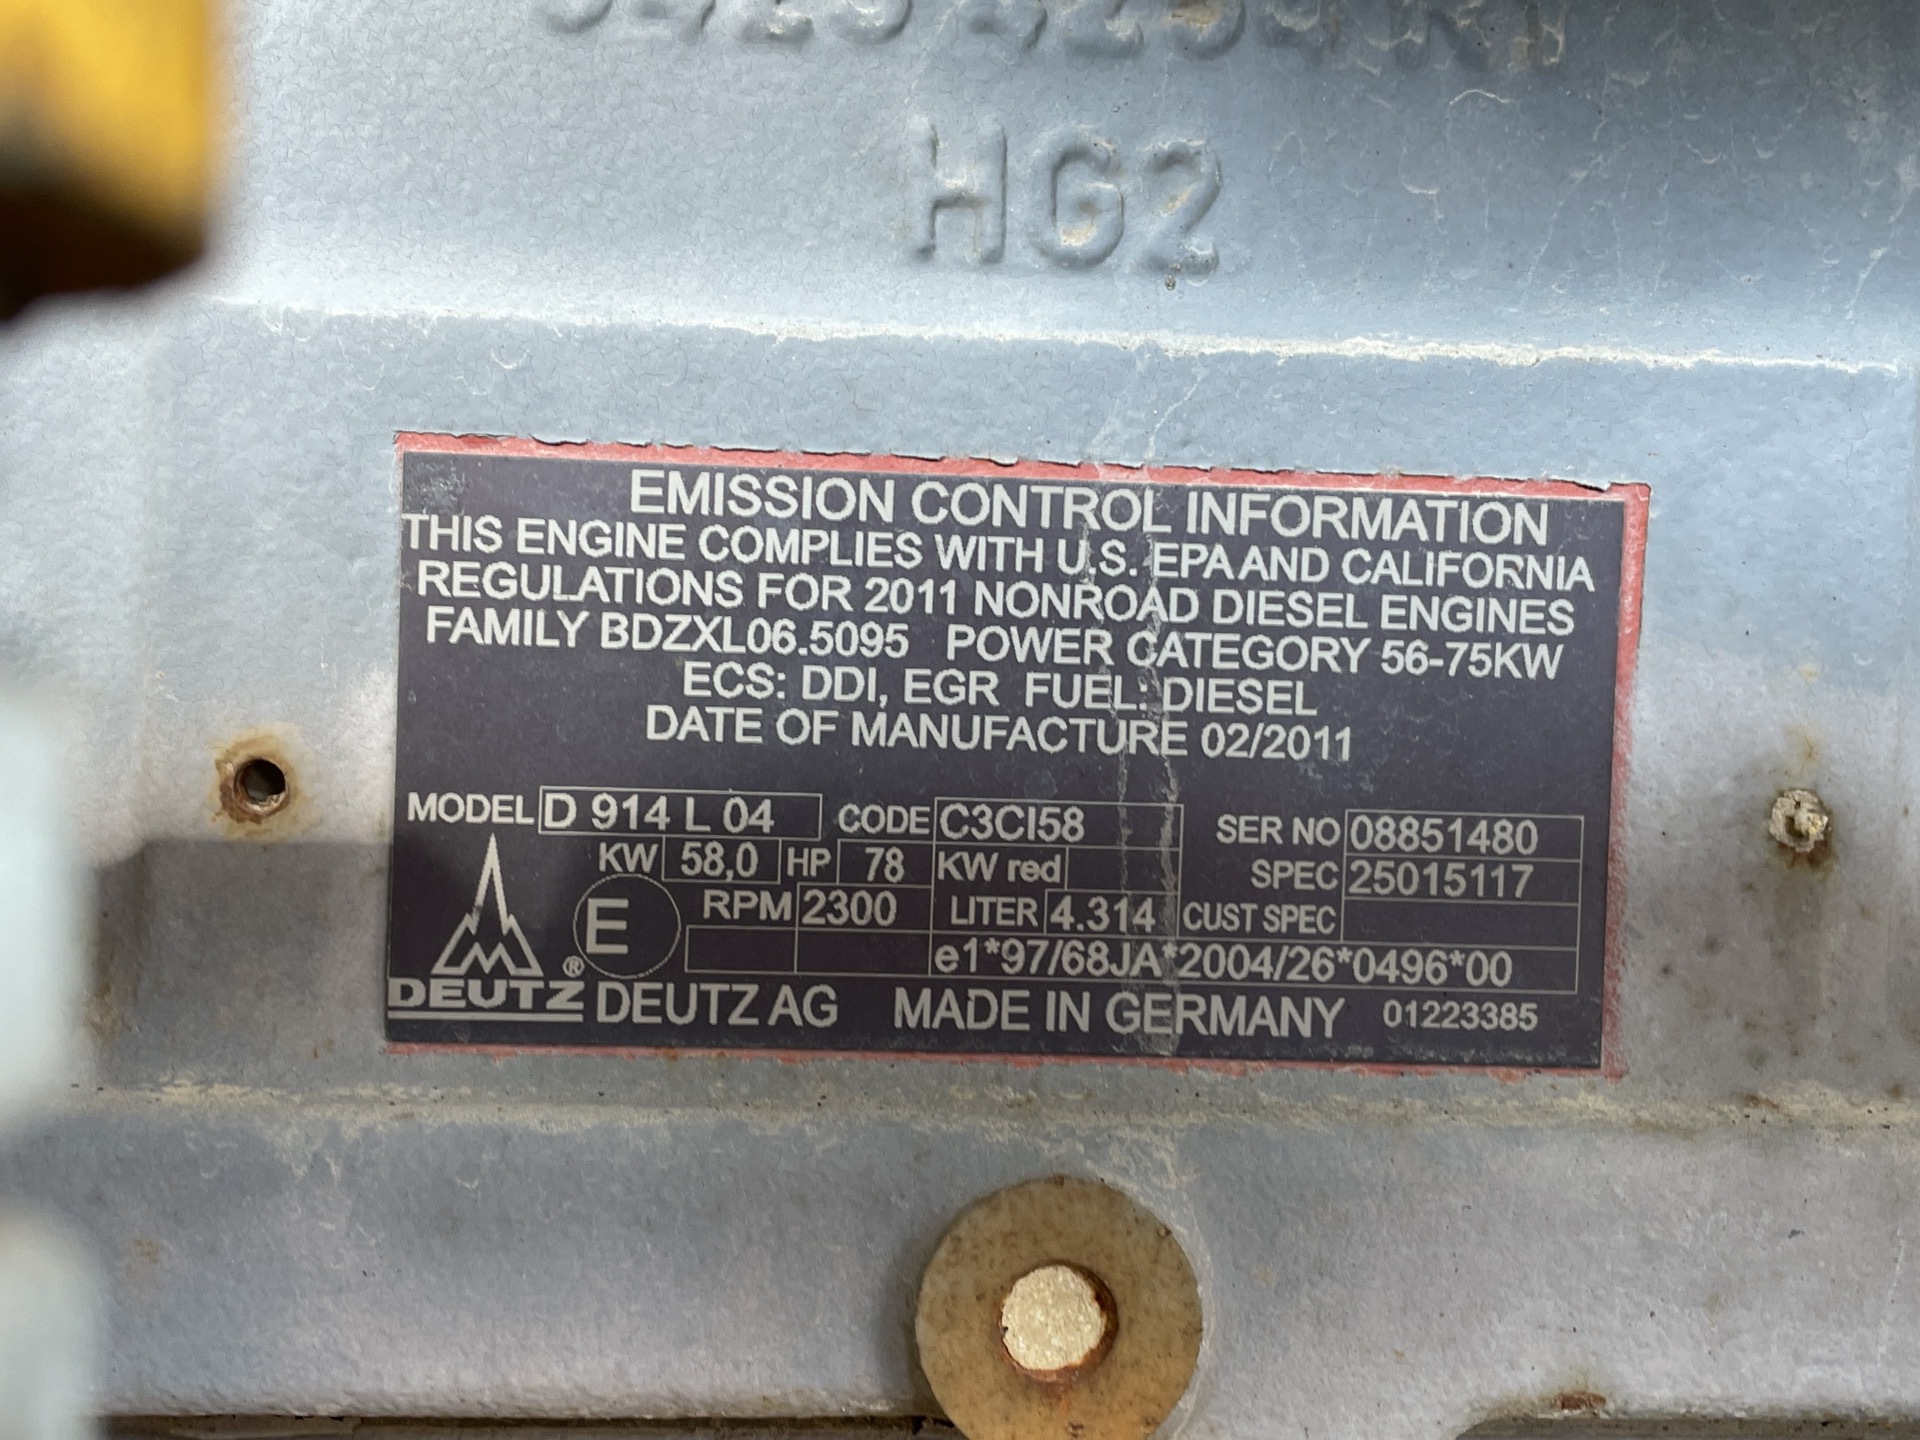 HG2
EMISSION CONTROL INFORMATION
THIS ENGINE COMPLIES WITH U.S. EPA AND CALIFORNIA
REGULATIONS FOR 2011 NONROAD DIESEL ENGINES
FAMILY BDZXL06.5095 POWER CATEGORY 56-75KW
ECS: DDI, EGR FUEL: DIESEL
DATE OF MANUFACTURE 02/2011
MODEL D 914 L 04 CODE C3CI58 SER NO 08851480
KW 58,0 HP 78 KW red SPEC 25015117
E RPM 2300 LITER 4.314 CUST SPEC
e1*97/68JA*2004/26*0496*00
DEUTZ ® DEUTZ AG MADE IN GERMANY 01223385